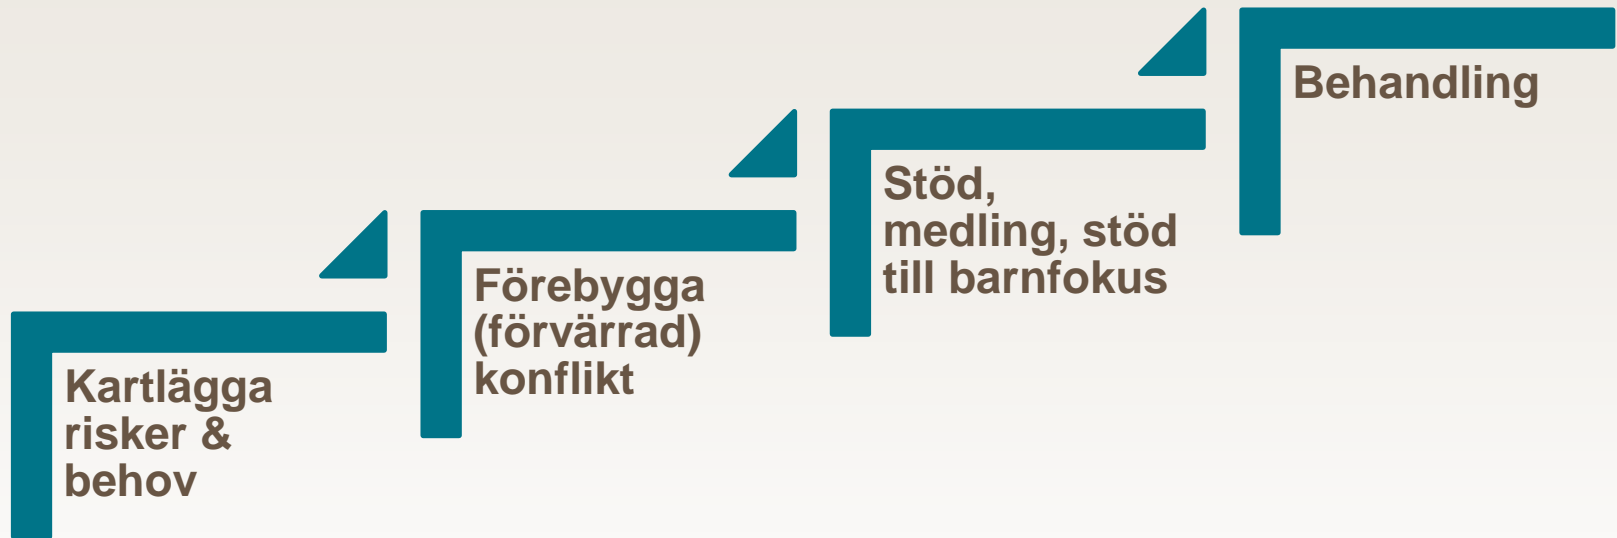 Kartlägga
risker &
behov
Förebygga
(förvärrad)
konflikt
Stöd,
medling, stöd
till barnfokus
Behandling